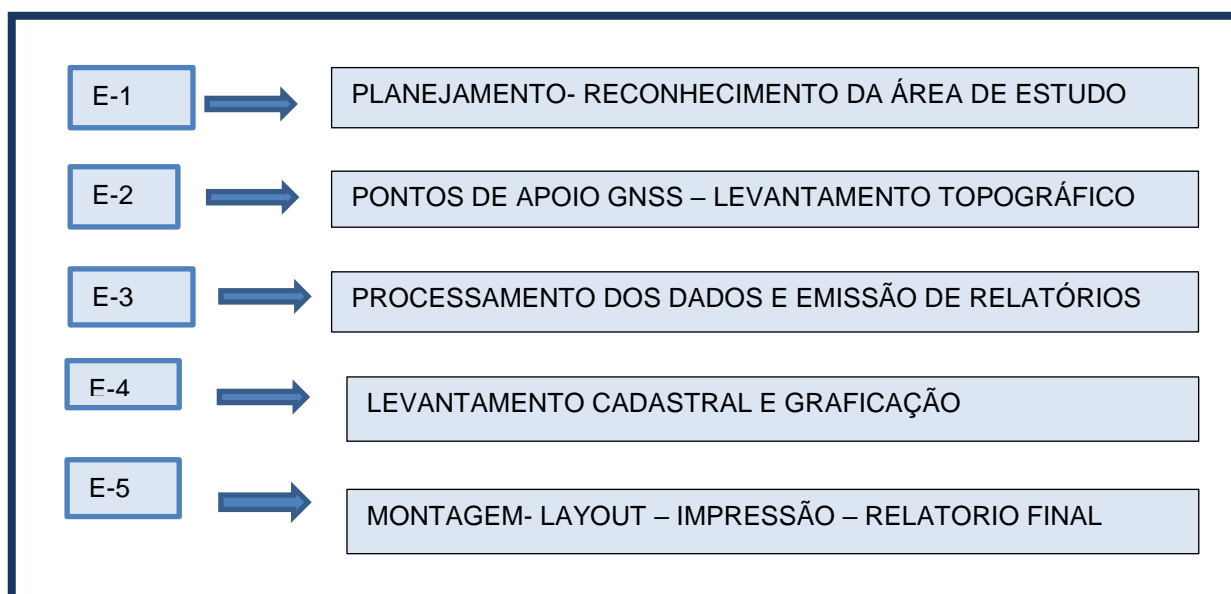 E-1 PLANEJAMENTO- RECONHECIMENTO DA ÁREA DE ESTUDO
E-2 PONTOS DE APOIO GNSS – LEVANTAMENTO TOPOGRÁFICO
E-3 PROCESSAMENTO DOS DADOS E EMISSÃO DE RELATÓRIOS
E-4 LEVANTAMENTO CADASTRAL E GRAFICAÇÃO
E-5 MONTAGEM- LAYOUT – IMPRESSÃO – RELATORIO FINAL